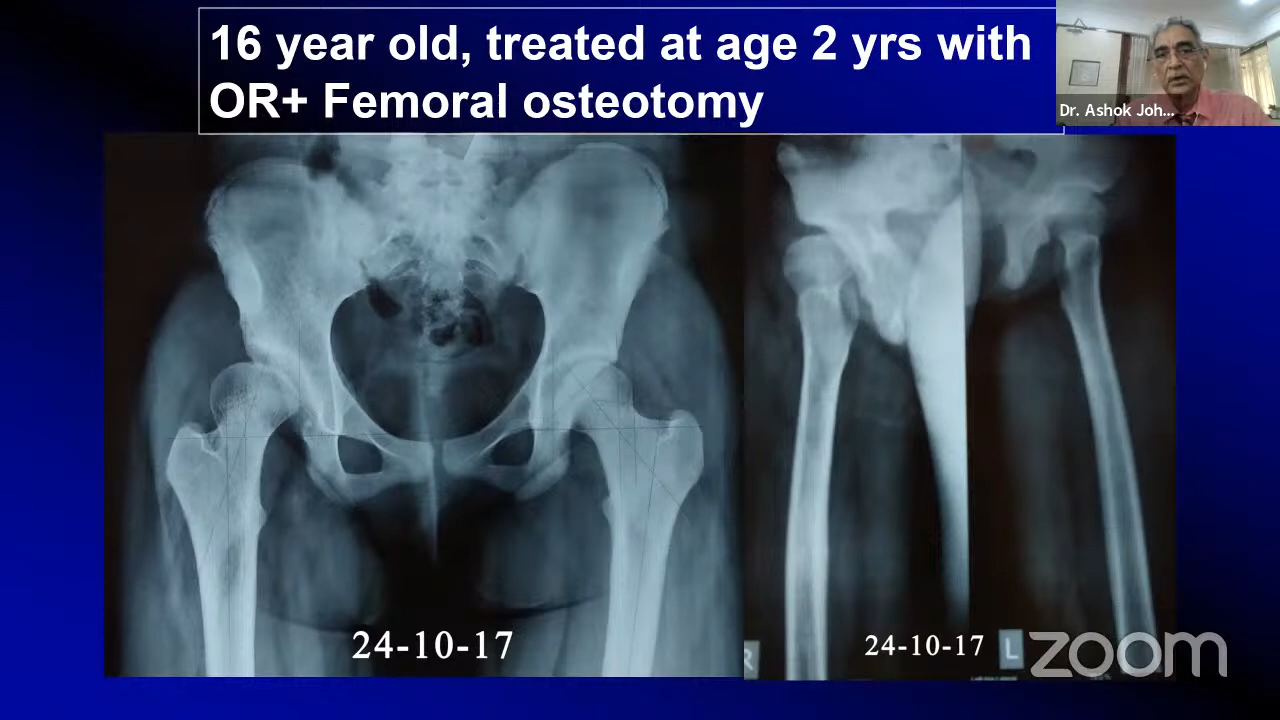 16 year old, treated at age 2 yrs with
OR+ Femoral osteotomy
Dr. Ashok Joh...
24-10-17
24-10-17
R
L
zoom